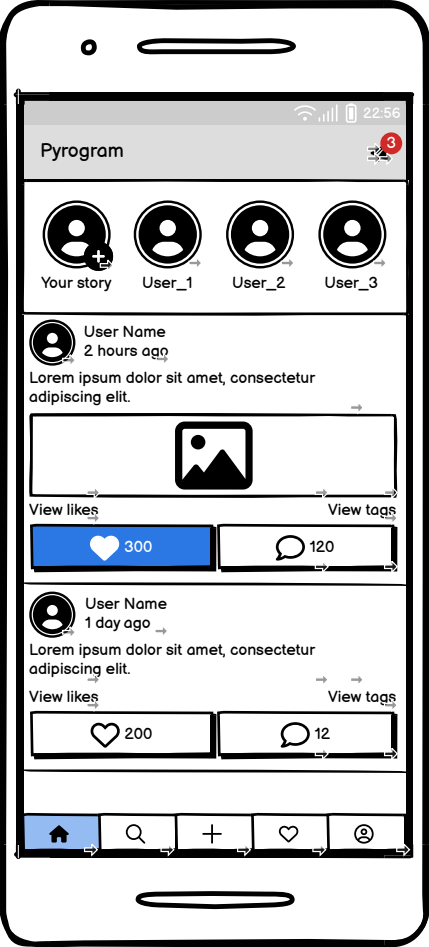 22:56
Pyrogram
3
Your story
User_1
User_2
User_3
User Name
2 hours ago
Lorem ipsum dolor sit amet, consectetur
adipiscing elit.
View likes
View tags
300
120
User Name
1 day ago
Lorem ipsum dolor sit amet, consectetur
adipiscing elit.
View likes
View tags
200
12